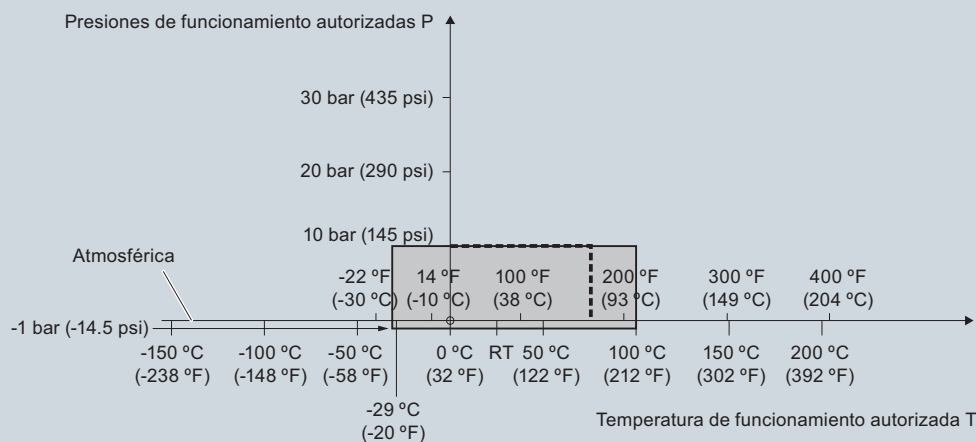 Presiones de funcionamiento autorizadas P
30 bar (435 psi)
20 bar (290 psi)
10 bar (145 psi)
Atmosférica
-22 ºF
(-30 ºC)
14 ºF
(-10 ºC)
100 ºF
(38 ºC)
200 ºF
(93 ºC)
300 ºF
(149 ºC)
400 ºF
(204 ºC)
-1 bar (-14.5 psi)
-150 ºC
(-238 ºF)
-100 ºC
(-148 ºF)
-50 ºC
(-58 ºF)
0 ºC
(32 ºF)
RT
50 ºC
(122 ºF)
100 ºC
(212 ºF)
150 ºC
(302 ºF)
200 ºC
(392 ºF)
-29 ºC
(-20 ºF)
Temperatura de funcionamiento autorizada T